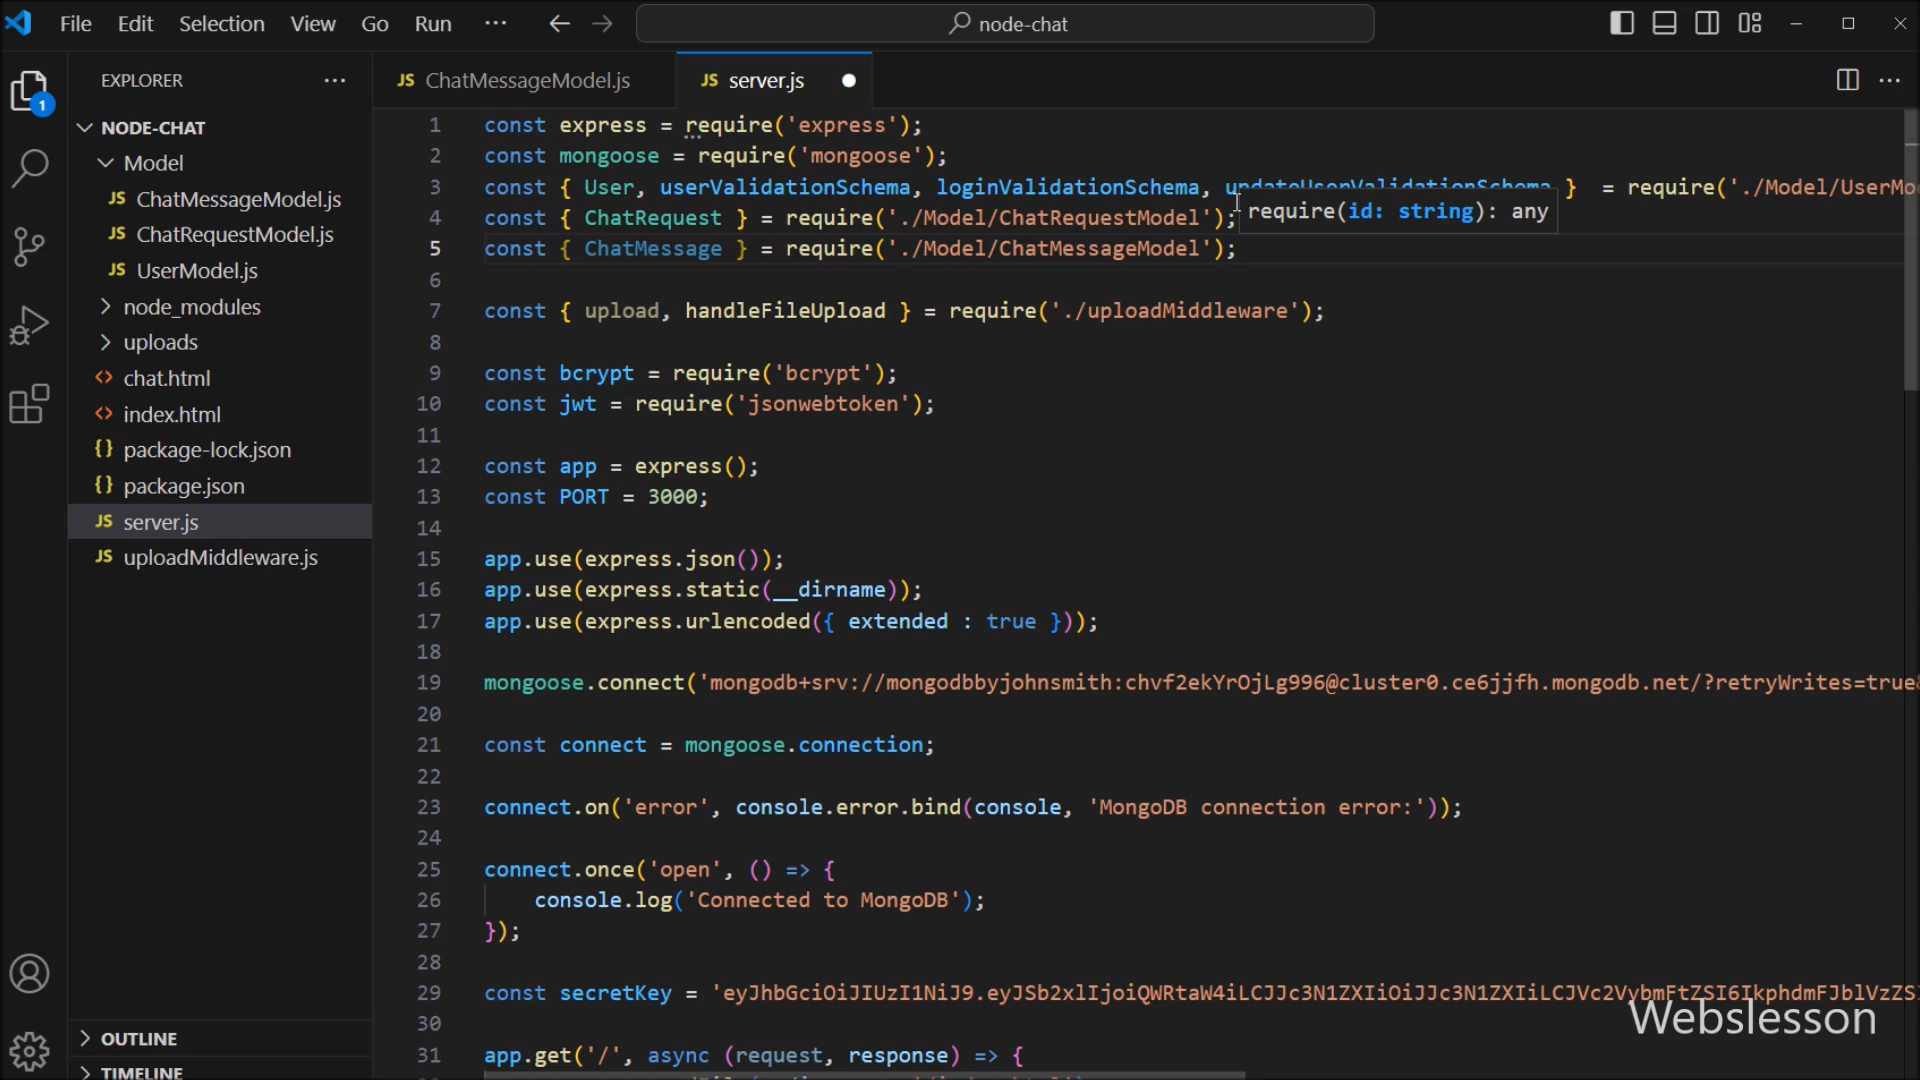 File Edit Selection View Go Run ··· node-chat
EXPLORER ···
ChatMessageModel.js
server.js
NODE-CHAT
Model
ChatMessageModel.js
ChatRequestModel.js
UserModel.js
node_modules
uploads
chat.html
index.html
package-lock.json
package.json
server.js
uploadMiddleware.js
OUTLINE
TIMELINE
1
1 const express = require('express');
2 const mongoose = require('mongoose');
3 const { User, userValidationSchema, loginValidationSchema, updateUserValidationSchema } = require('./Model/UserMo
require(id: string): any
4 const { ChatRequest } = require('./Model/ChatRequestModel');
5 const { ChatMessage } = require('./Model/ChatMessageModel');
6
7 const { upload, handleFileUpload } = require('./uploadMiddleware');
8
9 const bcrypt = require('bcrypt');
10 const jwt = require('jsonwebtoken');
11
12 const app = express();
13 const PORT = 3000;
14
15 app.use(express.json());
16 app.use(express.static(__dirname));
17 app.use(express.urlencoded({ extended : true }));
18
19 mongoose.connect('mongodb+srv://mongodbbyjohnsmith:chvf2ekYrOjLg996@cluster0.ce6jjfh.mongodb.net/?retryWrites=true
20
21 const connect = mongoose.connection;
22
23 connect.on('error', console.error.bind(console, 'MongoDB connection error:'));
24
25 connect.once('open', () => {
26 console.log('Connected to MongoDB');
27 });
28
29 const secretKey =
30
31 app.get('/', async (request, response) => {
Webslesson